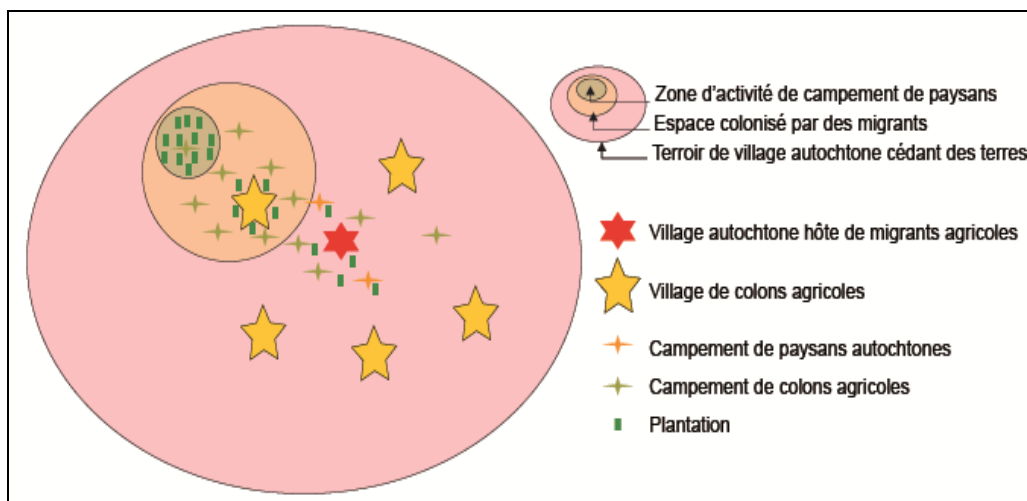 Zone d'activité de campement de paysans
Espace colonisé par des migrants
Terroir de village autochtone cédant des terres
Village autochtone hôte de migrants agricoles
Village de colons agricoles
Campement de paysans autochtones
Campement de colons agricoles
Plantation